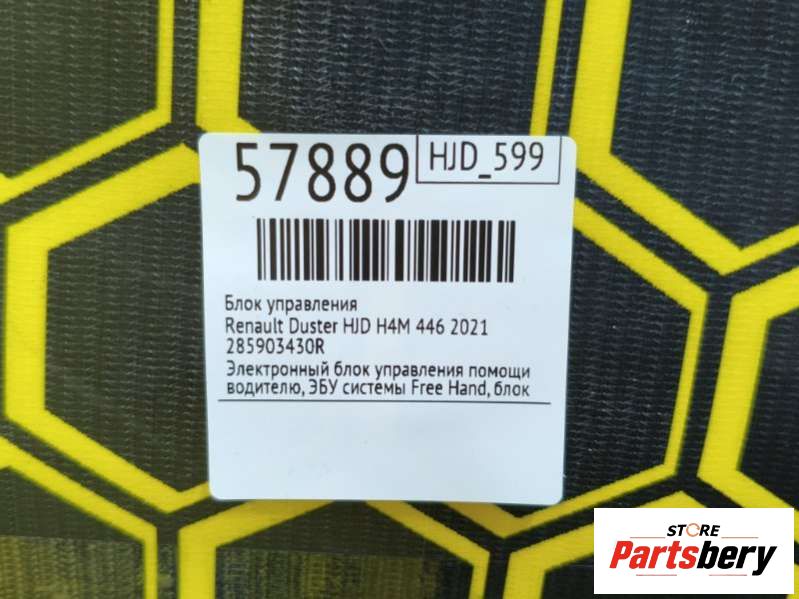 57889
HJD_599
Блок управления
Renault Duster HJD H4M 446 2021
285903430R
Электронный блок управления помощи
водителю, ЭБУ системы Free Hand, блок
STORE
Partsbery